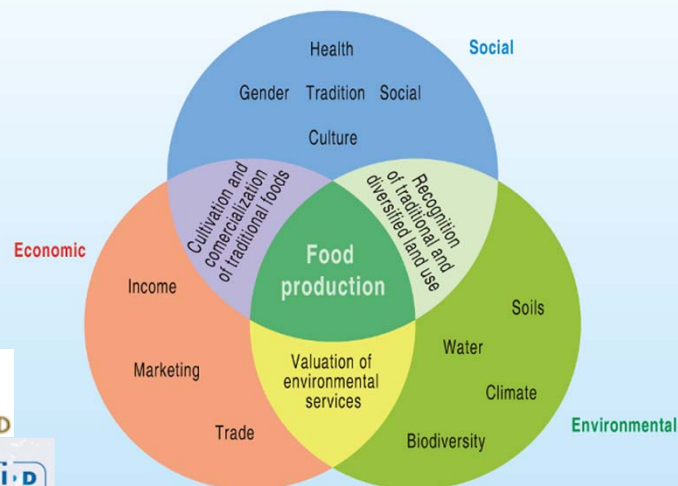 Health
Social
Gender Tradition Social
Culture
Cultivation and
comercialization
of traditional foods
Recognition
of traditional and
diversified land use
Economic
Food
production
Income
Soils
Water
Valuation of
environmental
services
Marketing
Climate
Trade
Biodiversity
Environmental